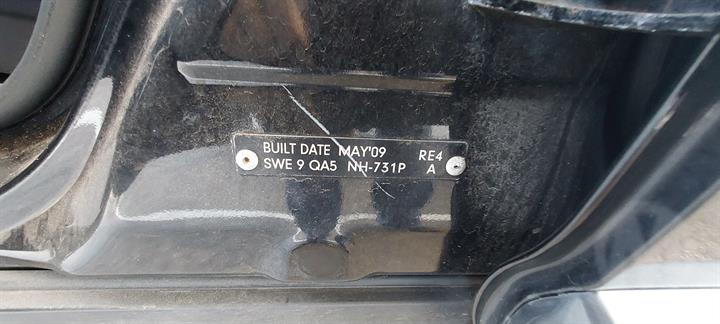 BUILT DATE MAY'09 RE4
SWE 9 QA5 NH-731P A